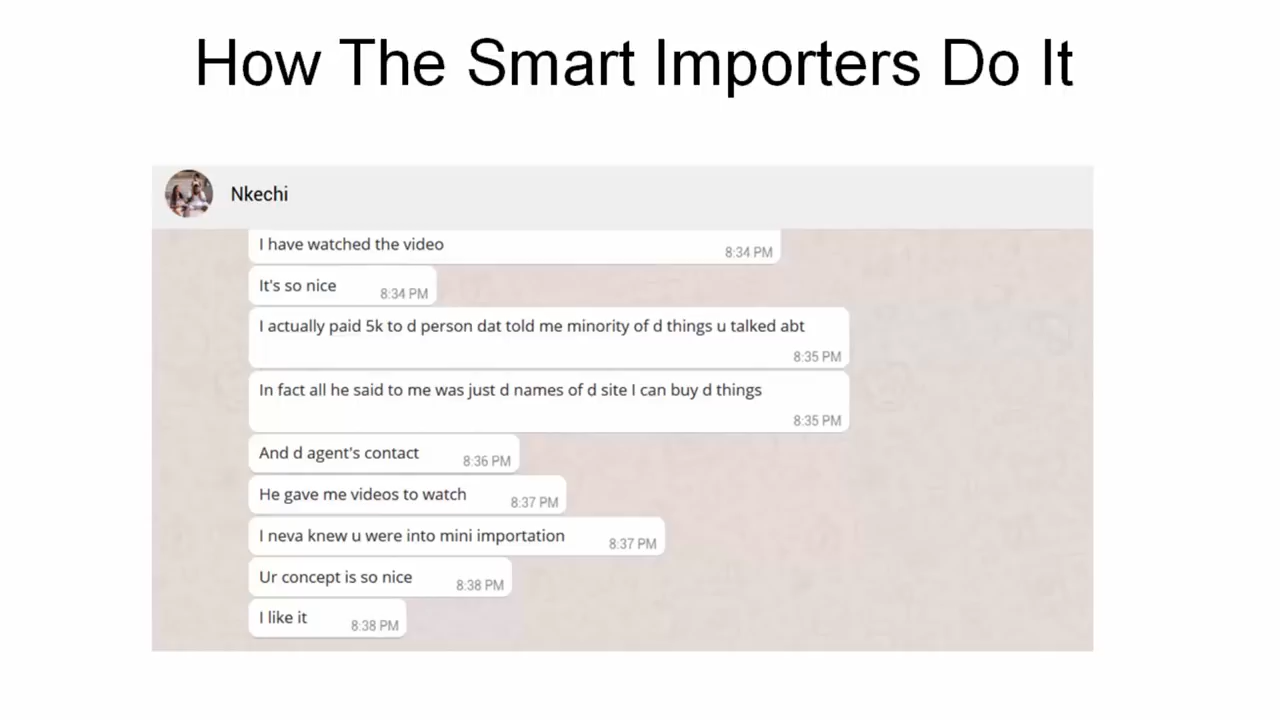 How The Smart Importers Do It
Nkechi
I have watched the video
8:34 PM
It's so nice
8:34 PM
I actually paid 5k to d person dat told me minority of d things u talked abt
8:35 PM
In fact all he said to me was just d names of d site I can buy d things
8:35 PM
And d agent's contact
8:36 PM
He gave me videos to watch
8:37 PM
I neva knew u were into mini importation
8:37 PM
Ur concept is so nice
8:38 PM
I like it
8:38 PM